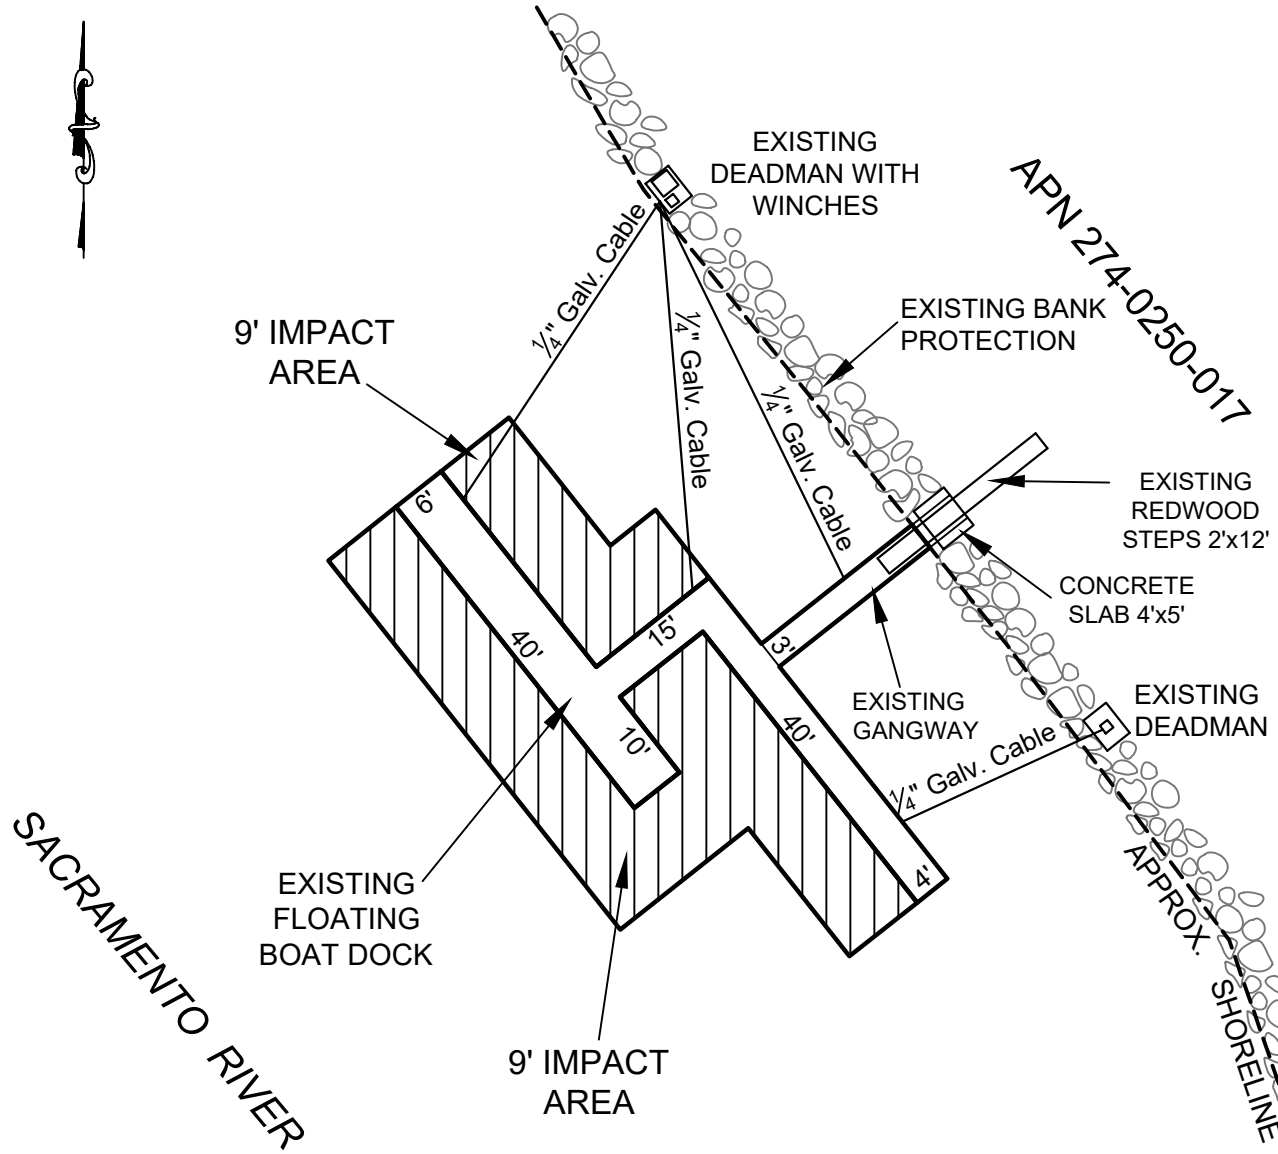 EXISTING
DEADMAN WITH
WINCHES
APN 274-0250-017
¼" Galv. Cable
¼" Galv. Cable
¼" Galv. Cable
EXISTING BANK
PROTECTION
9' IMPACT
AREA
EXISTING
REDWOOD
STEPS 2'x12'
CONCRETE
SLAB 4'x5'
6'
40'
15'
3'
10'
40'
4'
EXISTING
GANGWAY
EXISTING
DEADMAN
¼" Galv. Cable
EXISTING
FLOATING
BOAT DOCK
9' IMPACT
AREA
SACRAMENTO RIVER
APPROX. SHORELINE